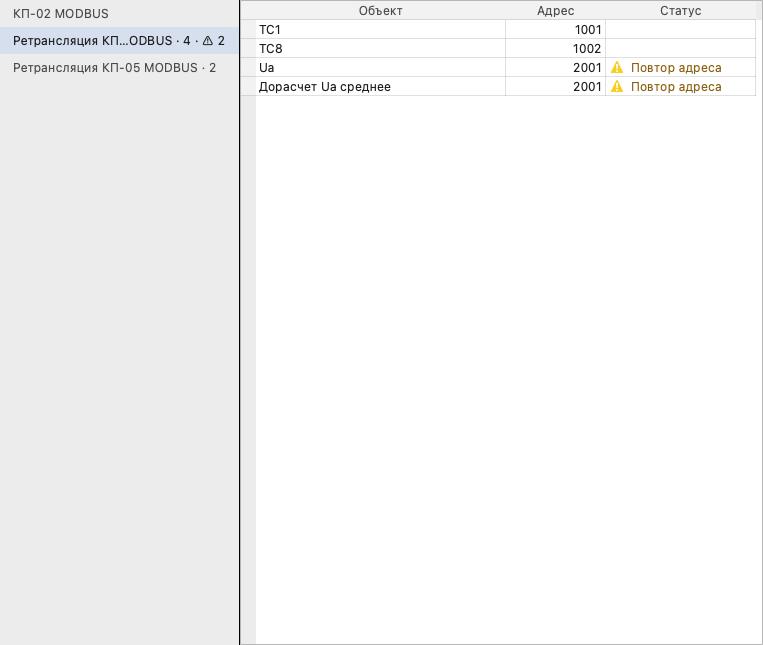 КП-02 MODBUS
Ретрансляция КП...ODBUS · 4 · ⚠ 2
Ретрансляция КП-05 MODBUS · 2
Объект Адрес Статус
ТС1 1001
ТС8 1002
Ua 2001 Повтор адреса
Дорасчет Ua среднее 2001 Повтор адреса